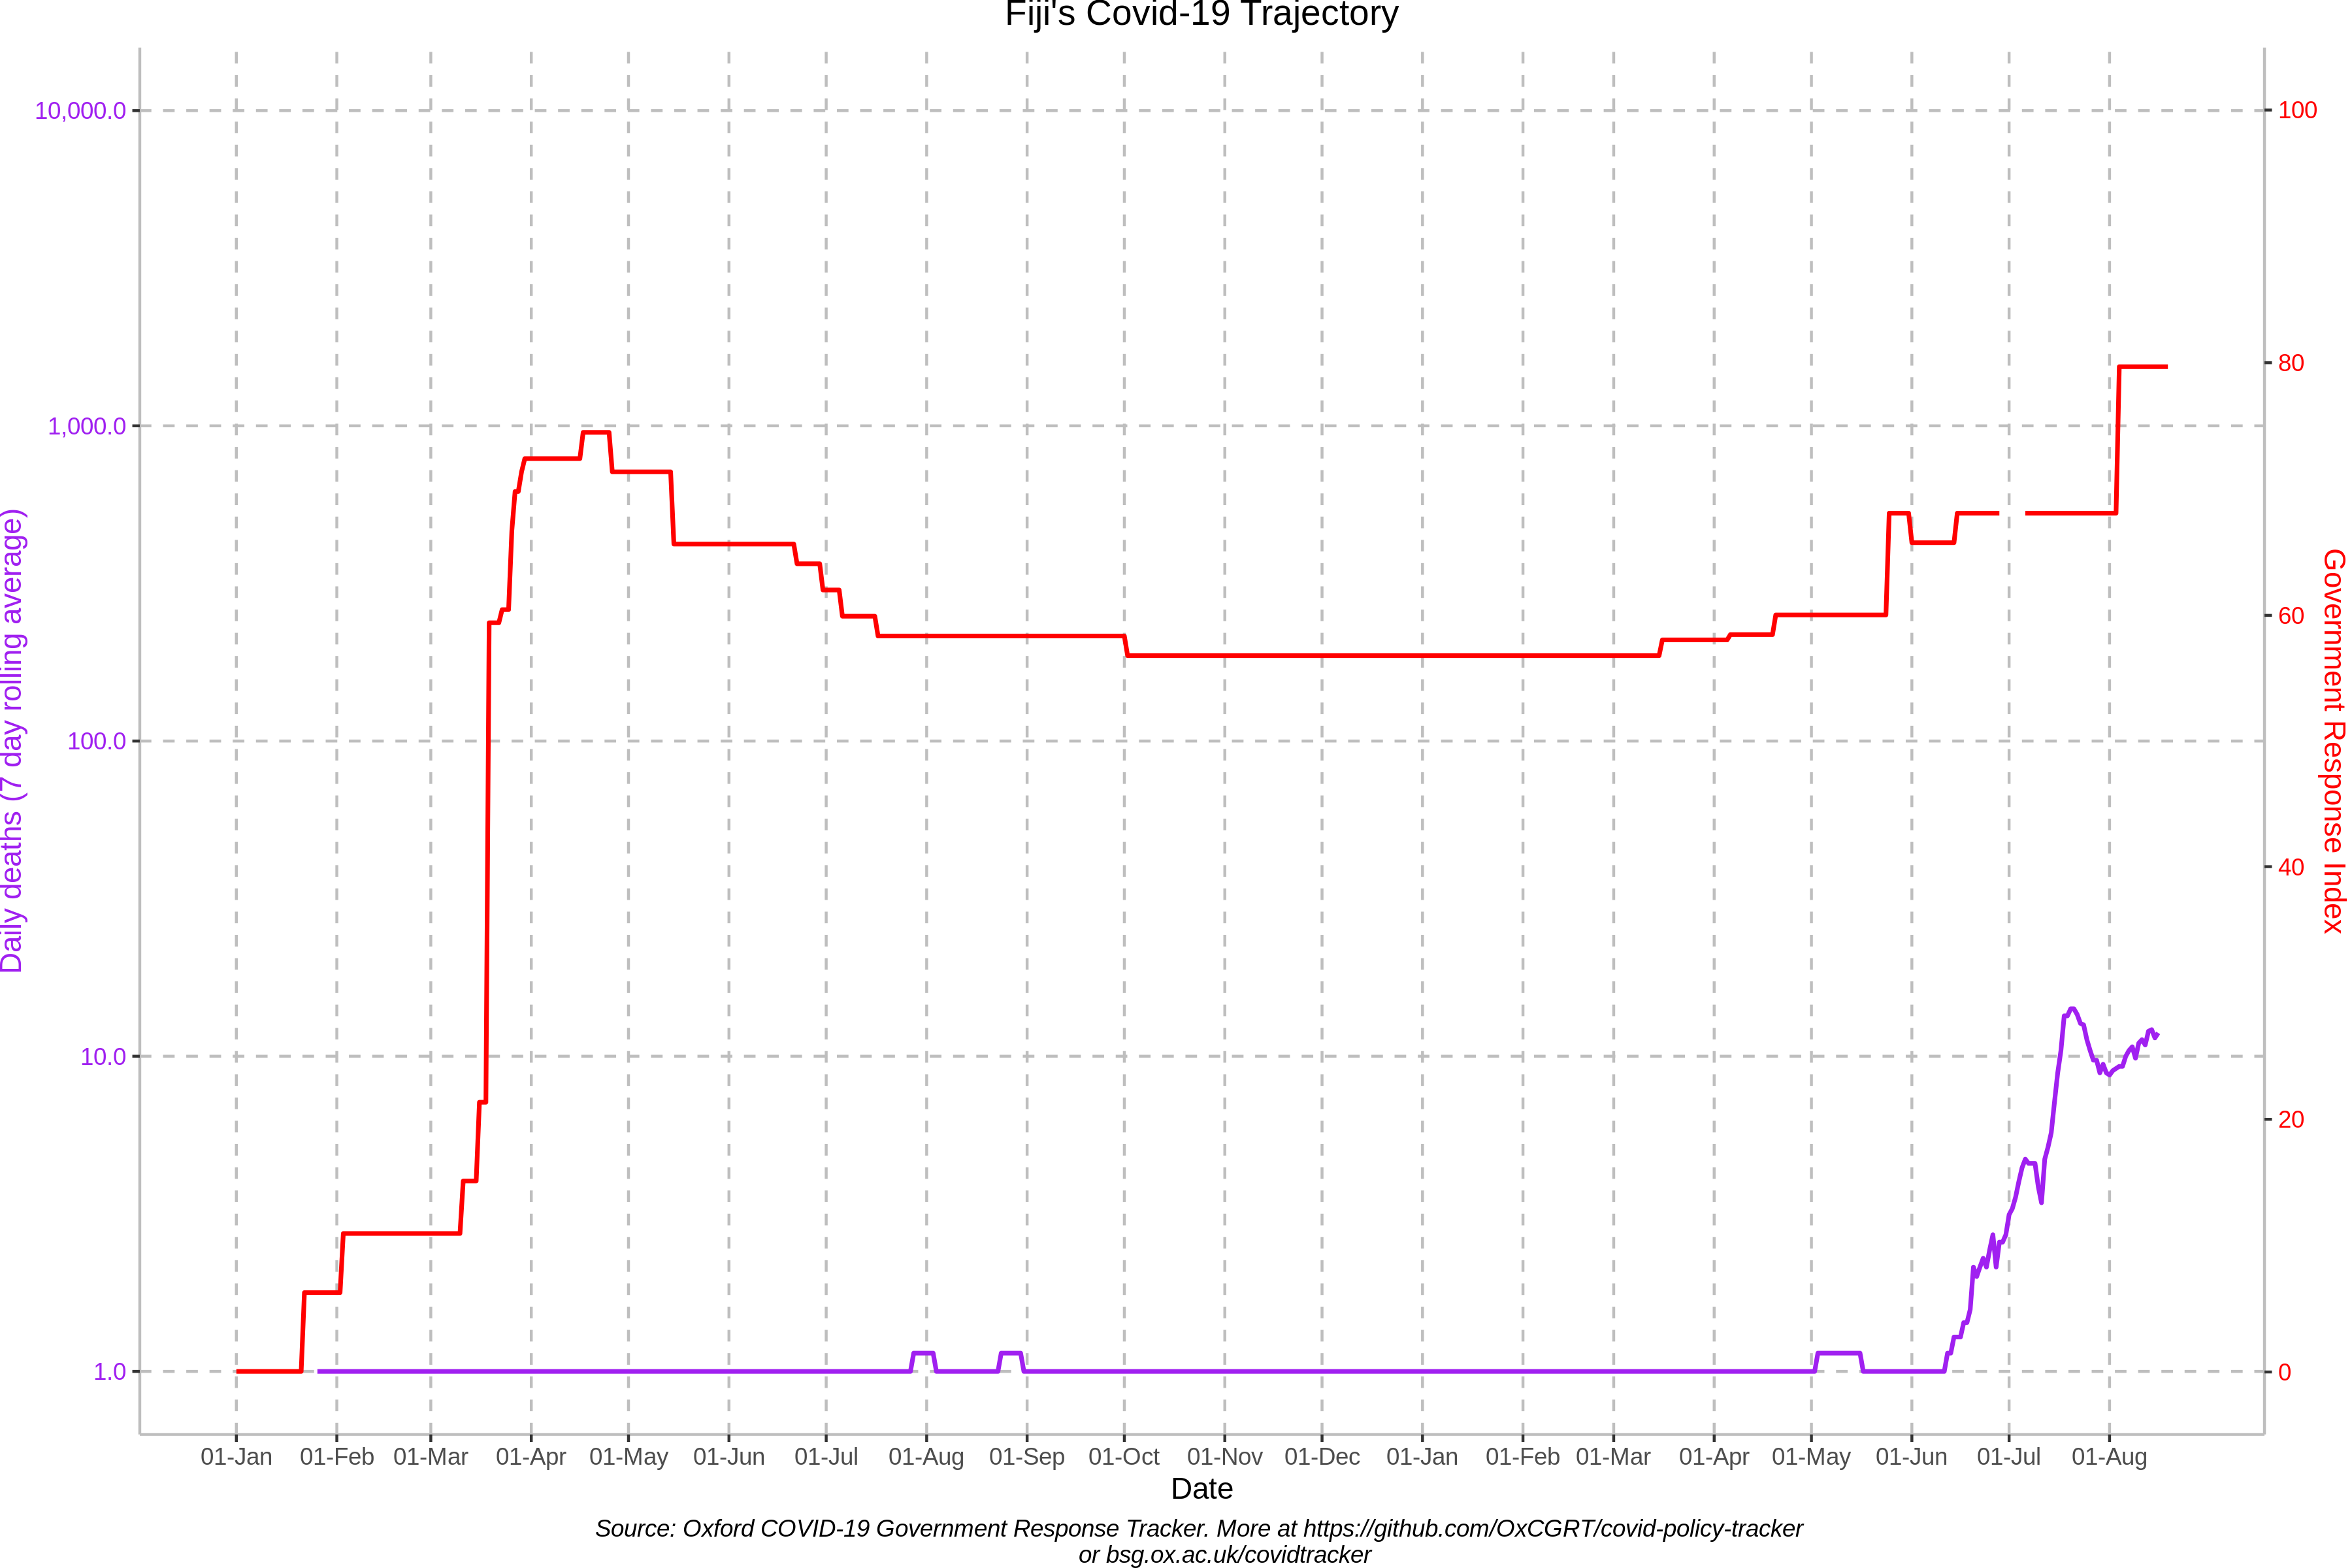 Fiji's Covid-19 Trajectory
10,000.0
1,000.0
100.0
10.0
1.0
Daily deaths (7 day rolling average)
100
80
60
40
20
0
Government Response Index
01-Jan 01-Feb 01-Mar 01-Apr 01-May 01-Jun 01-Jul 01-Aug 01-Sep 01-Oct 01-Nov 01-Dec 01-Jan 01-Feb 01-Mar 01-Apr 01-May 01-Jun 01-Jul 01-Aug
Date
Source: Oxford COVID-19 Government Response Tracker. More at https://github.com/OxCGRT/covid-policy-tracker
or bsg.ox.ac.uk/covidtracker